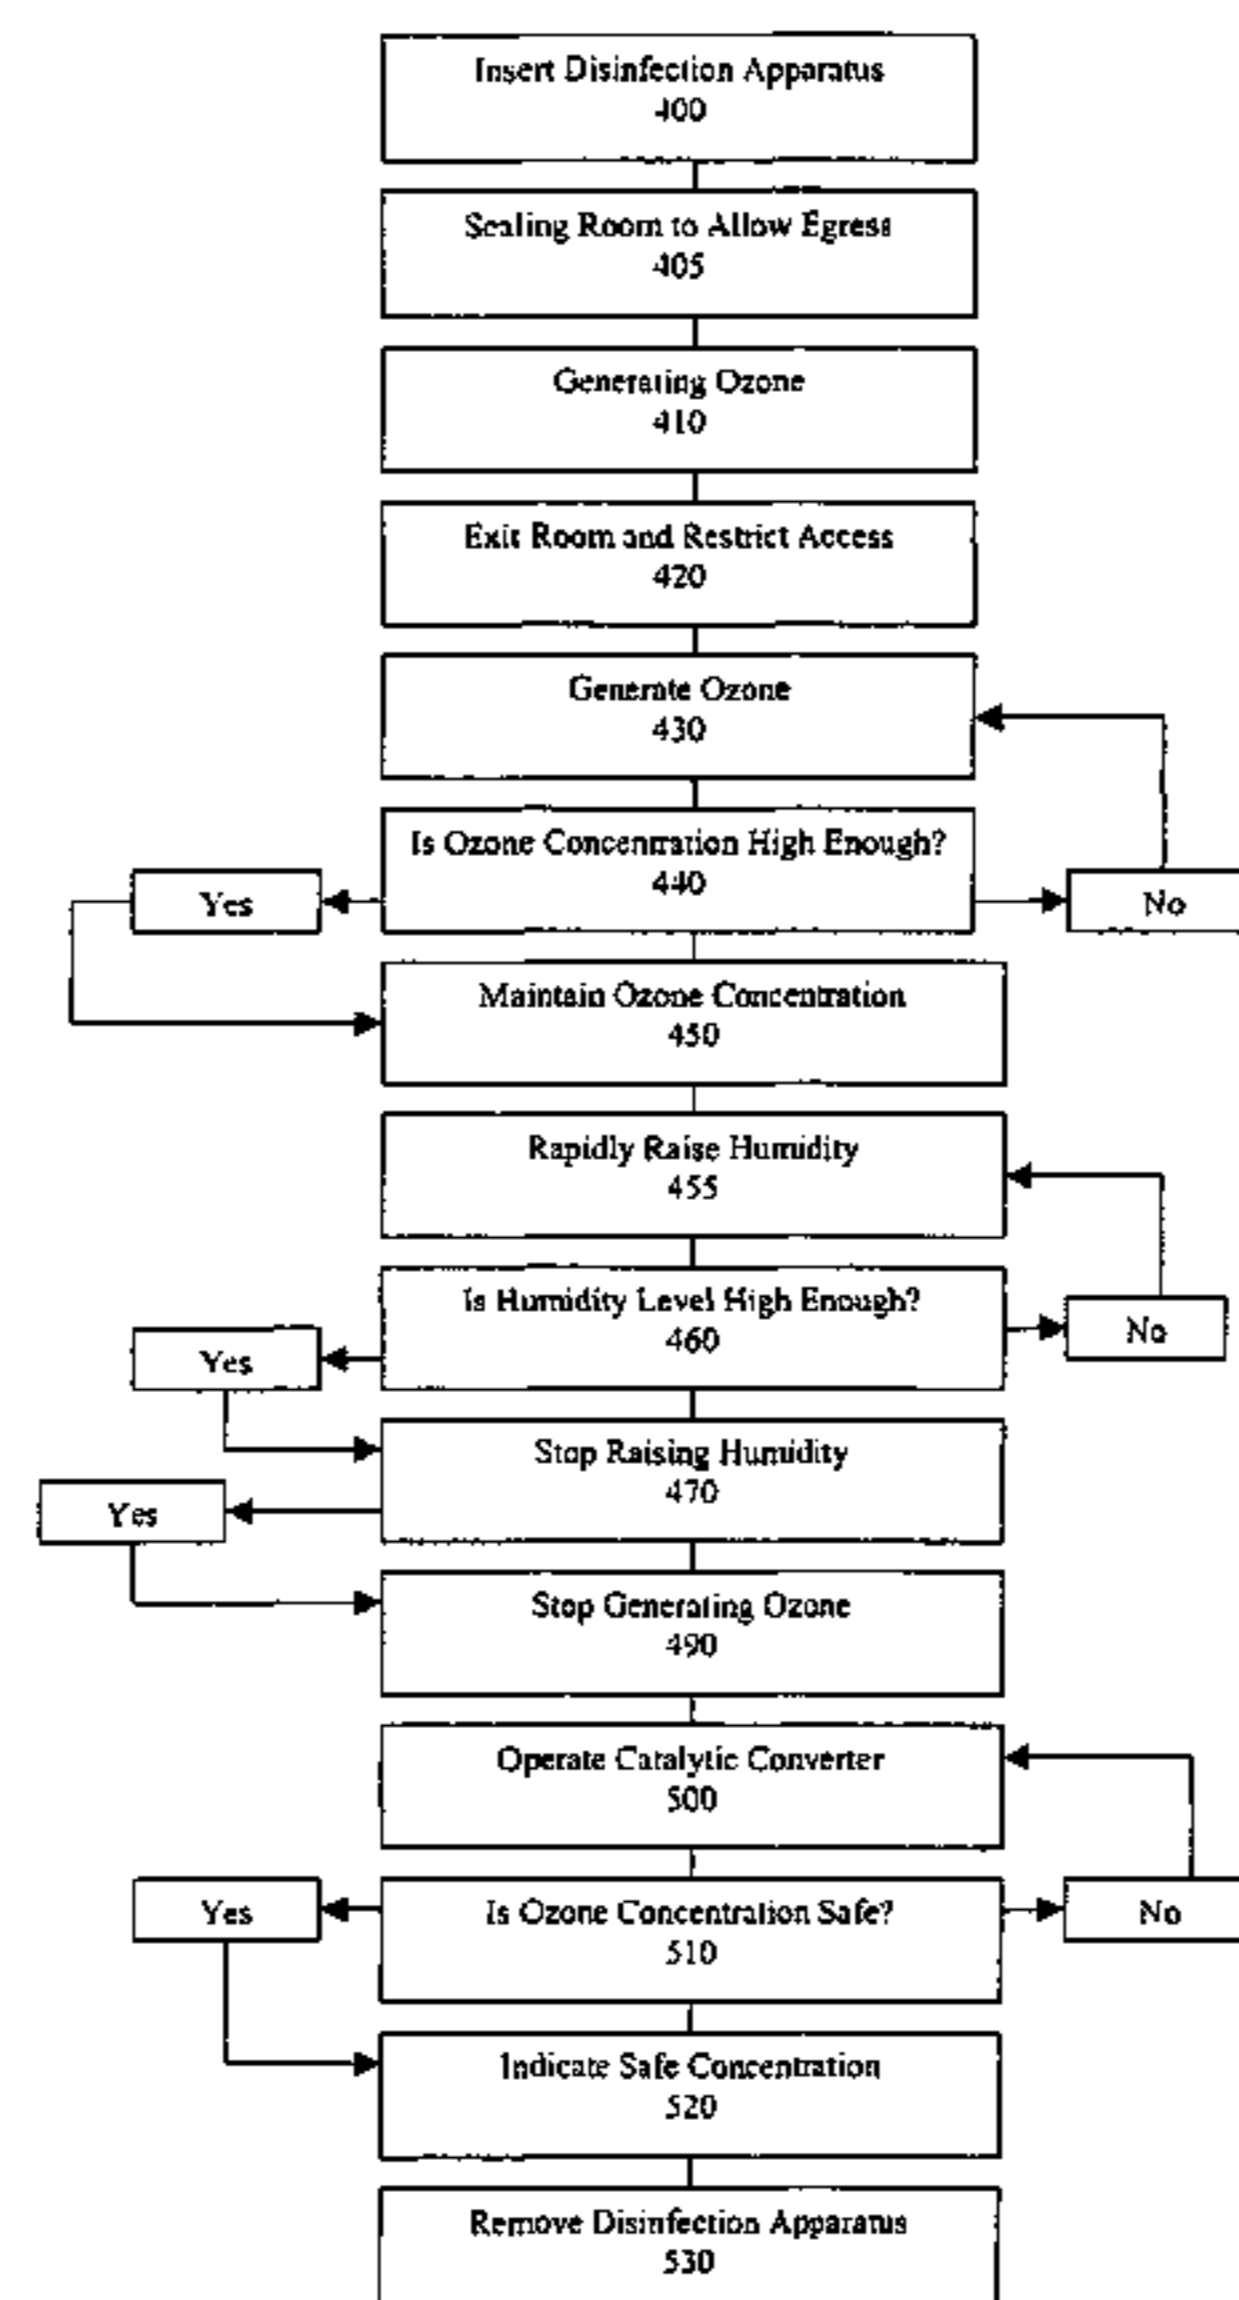 Insert Disinfection Apparatus
400
Sealing Room to Allow Egress
405
Generating Ozone
410
Exit Room and Restrict Access
420
Generate Ozone
430
Is Ozone Concentration High Enough?
440
Yes
No
Maintain Ozone Concentration
450
Rapidly Raise Humidity
455
Is Humidity Level High Enough?
460
Yes
No
Stop Raising Humidity
470
Yes
Stop Generating Ozone
490
Operate Catalytic Converter
500
Yes
Is Ozone Concentration Safe?
510
No
Indicate Safe Concentration
520
Remove Disinfection Apparatus
530